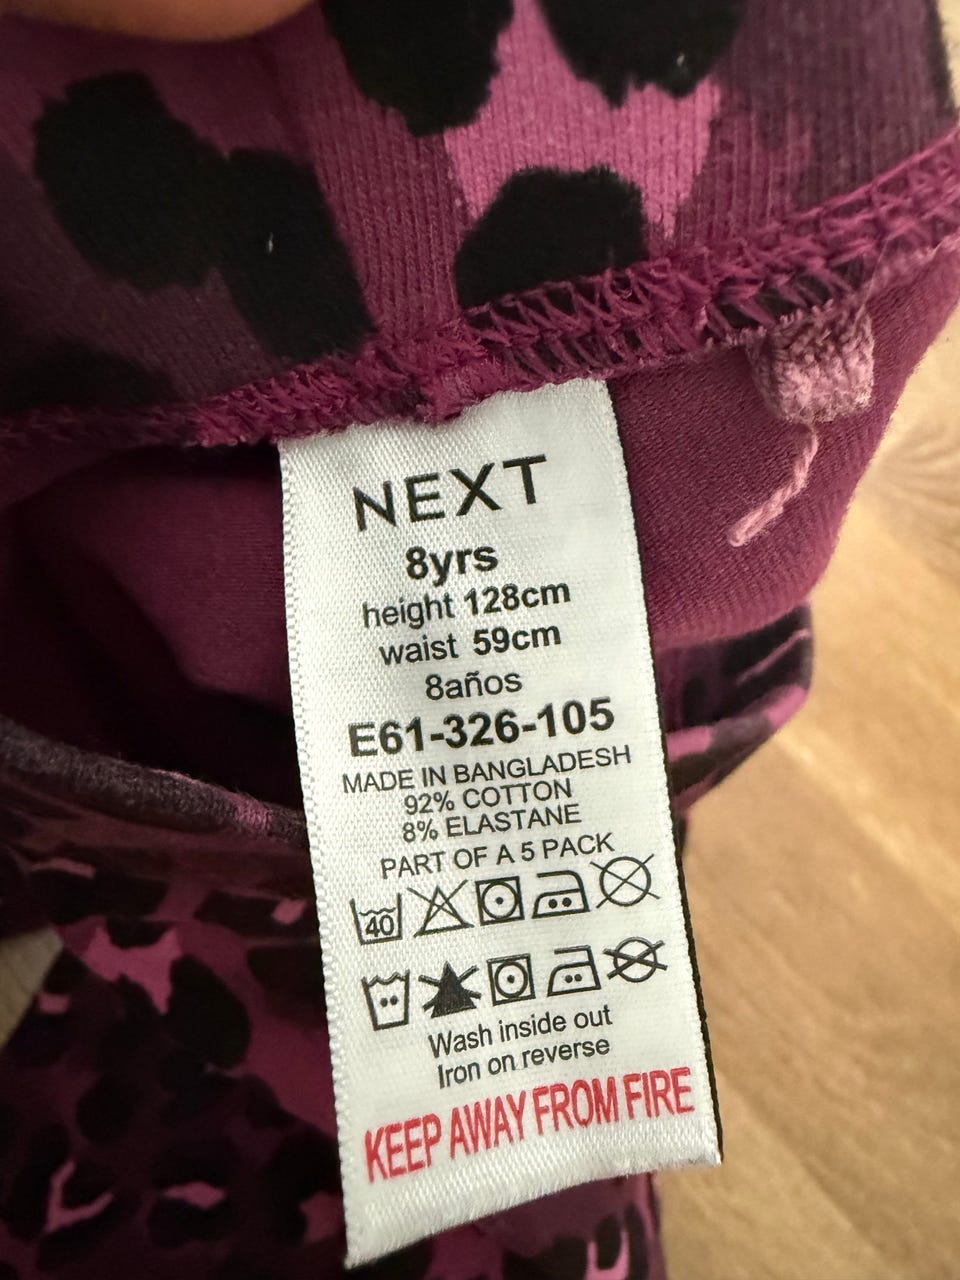 NEXT
8yrs
height 128cm
waist 59cm
8años
E61-326-105
MADE IN BANGLADESH
92% COTTON
8% ELASTANE
PART OF A 5 PACK
40
Wash inside out
Iron on reverse
KEEP AWAY FROM FIRE